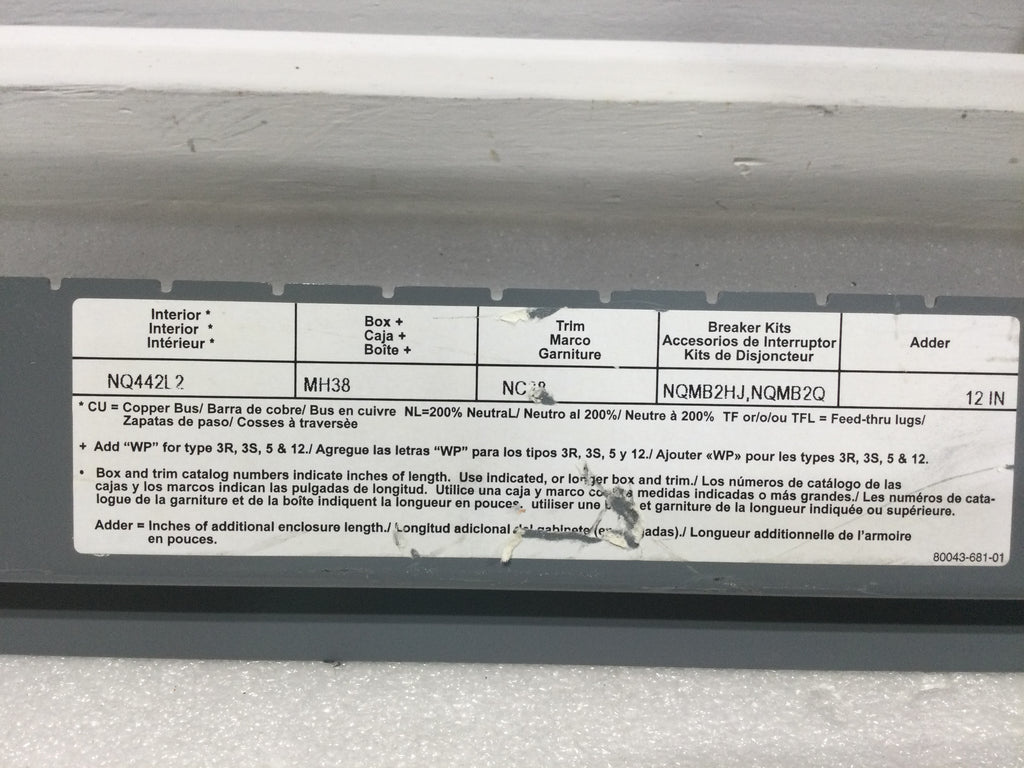 Interior *
Interior *
Intérieur *
Box +
Caja +
Boîte +
Trim
Marco
Garniture
Breaker Kits
Accesorios de Interruptor
Kits de Disjoncteur
Adder
NQ442L2
MH38
NC38
NQMB2HJ,NQMB2Q
12 IN
* CU = Copper Bus/ Barra de cobre/ Bus en cuivre NL=200% Neutral/ Neutro al 200%/ Neutre à 200% TF or/o/ou TFL = Feed-thru lugs/
Zapatas de paso/ Cosses à traversée
+ Add “WP” for type 3R, 3S, 5 & 12./ Agregue las letras “WP” para los tipos 3R, 3S, 5 y 12./ Ajouter «WP» pour les types 3R, 3S, 5 & 12.
• Box and trim catalog numbers indicate inches of length. Use indicated, or longer box and trim./ Los números de catálogo de las
cajas y los marcos indican las pulgadas de longitud. Utilice una caja y marco medidas indicadas o más grandes./ Les numéros de cata-
logue de la garniture et de la boîte indiquent la longueur en pouces, utiliser une et garniture de la longueur indiquée ou supérieure.
Adder = Inches of additional enclosure length./ Longitud adicional del gabinete /Longueur additionnelle de l'armoire
en pouces.
80043-681-01